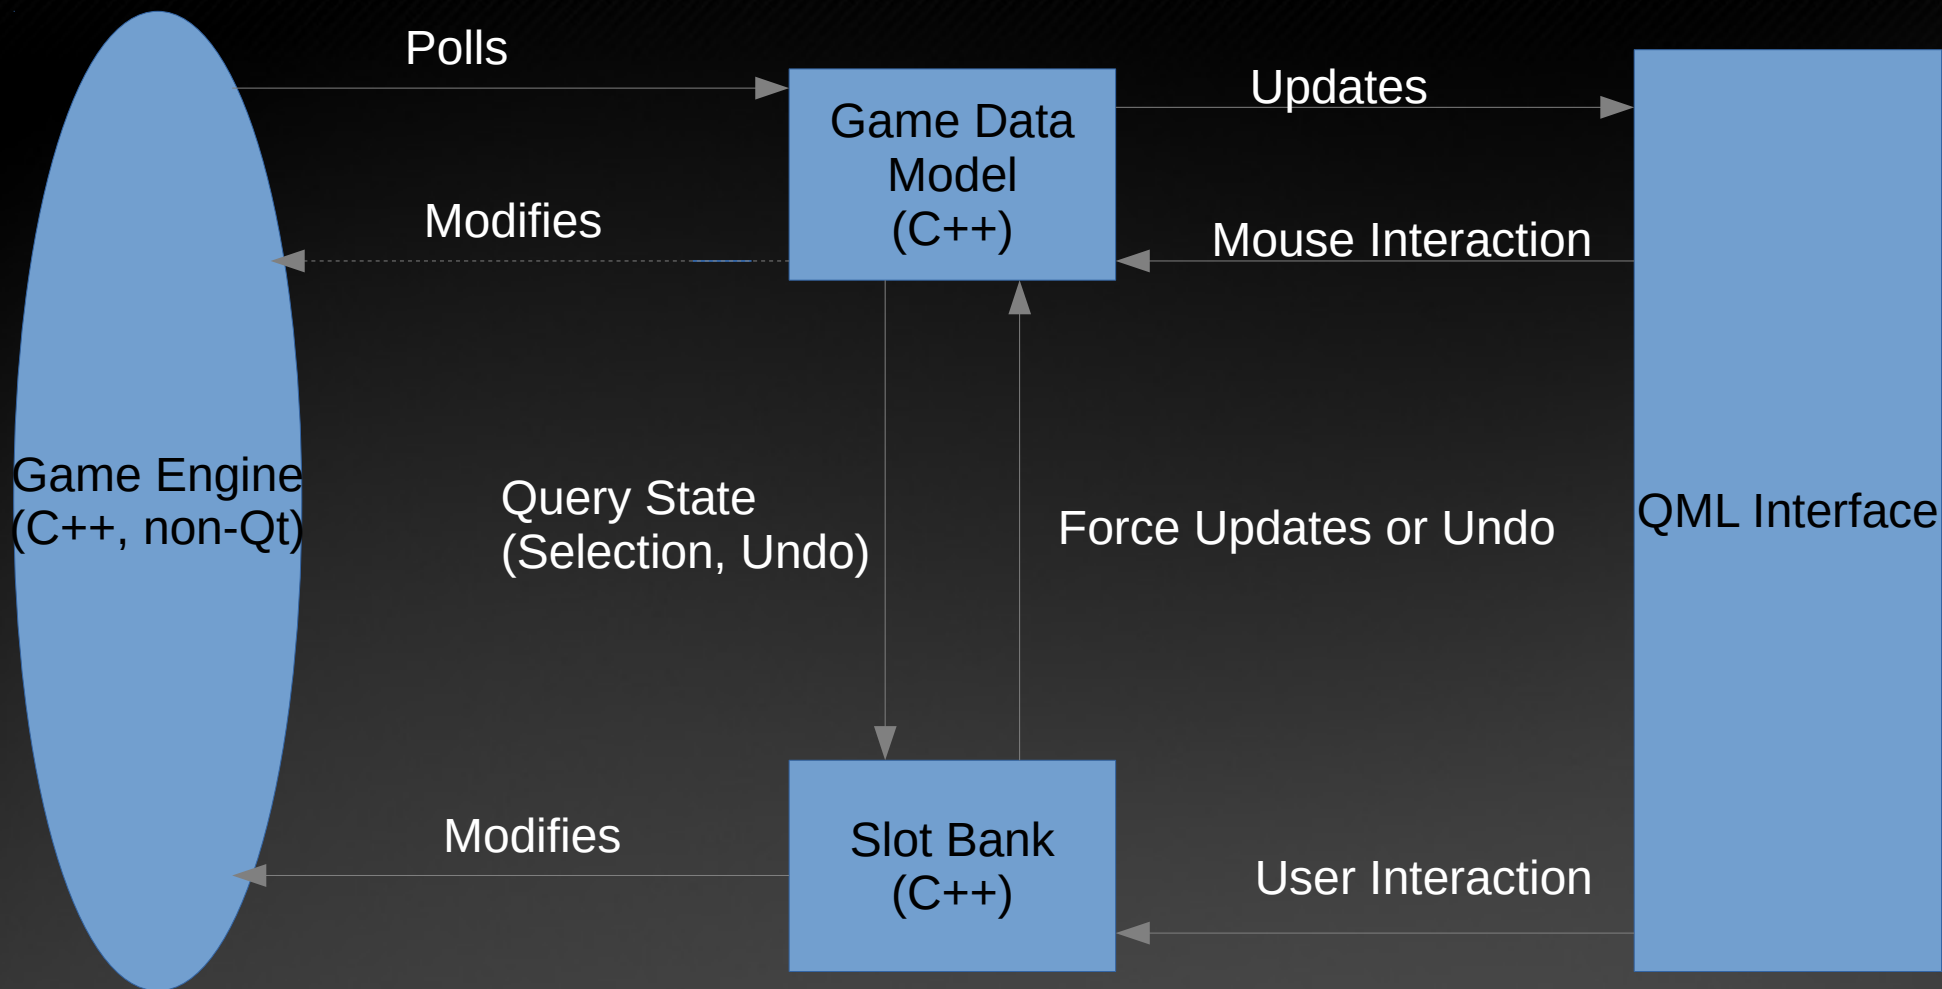 Polls
Updates
Game Data
Model
(C++)
Modifies
Mouse Interaction
Game Engine
(C++, non-Qt)
Query State
(Selection, Undo)
Force Updates or Undo
QML Interface
Modifies
Slot Bank
(C++)
User Interaction